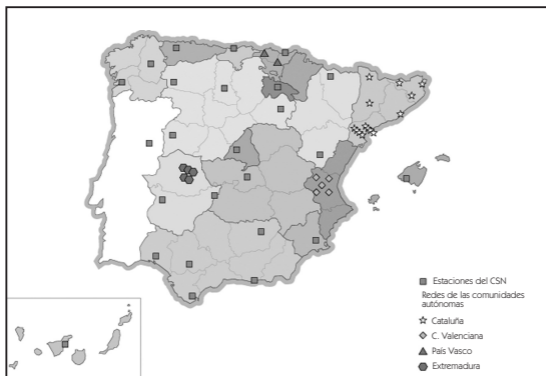 Estaciones del CSN
Redes de las comunidades
autónomas
Cataluña
C. Valenciana
País Vasco
Extremadura